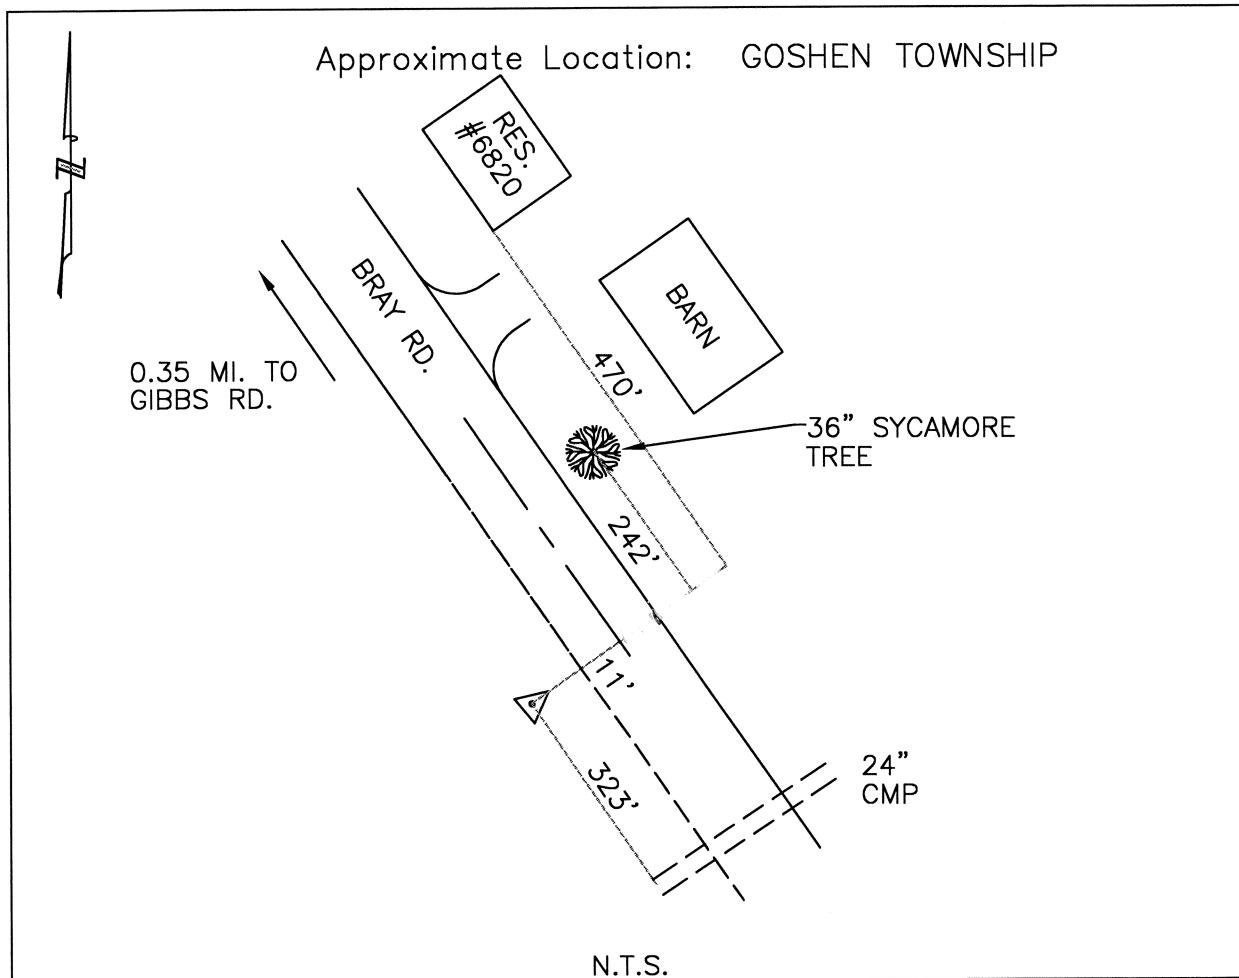 Approximate Location: GOSHEN TOWNSHIP
RES.
#6820
BRAY RD.
BARN
0.35 MI. TO
GIBBS RD.
470’
36” SYCAMORE
TREE
242’
11’
323’
24”
CMP
N.T.S.